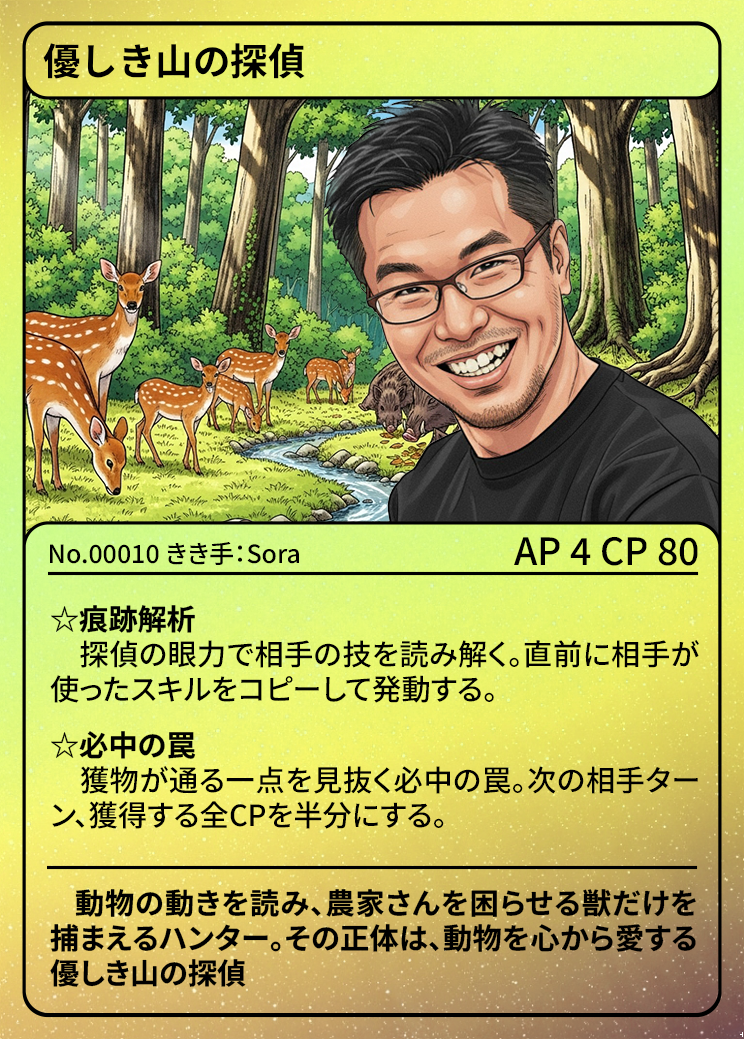 優しき山の探偵
No.00010 きき手：Sora
AP 4 CP 80
☆痕跡解析
探偵の眼力で相手の技を読み解く。直前に相手が
使ったスキルをコピーして発動する。
☆必中の罠
獲物が通る一点を見抜く必中の罠。次の相手ター
ン、獲得する全CPを半分にする。
動物の動きを読み、農家さんを困らせる獣だけを
捕まえるハンター。その正体は、動物を心から愛する
優しき山の探偵